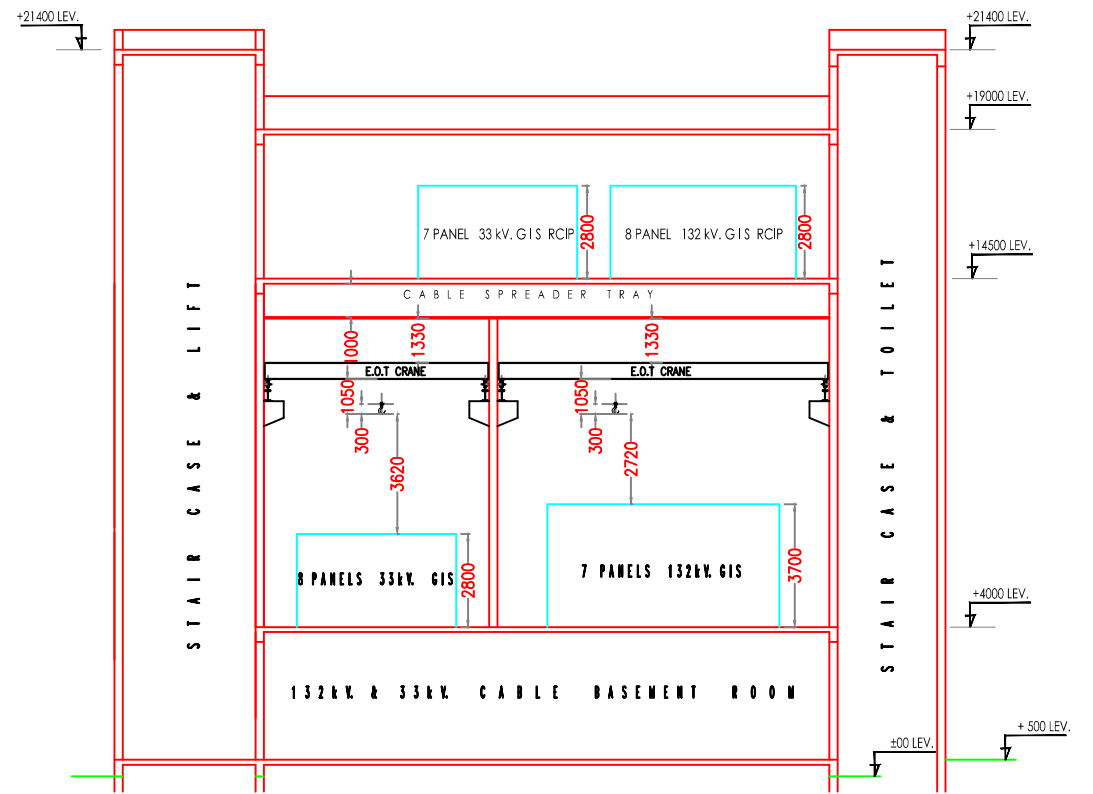 +21400 LEV.
+21400 LEV.
+19000 LEV.
7 PANEL 33 kV. GIS RCIP
2800
8 PANEL 132 kV. GIS RCIP
2800
+14500 LEV.
CABLE SPREADER TRAY
1000
1330
1330
E.O.T CRANE
E.O.T CRANE
1050
300
1050
300
3620
2720
STAIR CASE & LIFT
STAIR CASE & TOILET
8 PANELS 33kV. GIS
2800
7 PANELS 132kV. GIS
3700
+4000 LEV.
132kV. & 33kV. CABLE BASEMENT ROOM
±00 LEV.
+ 500 LEV.